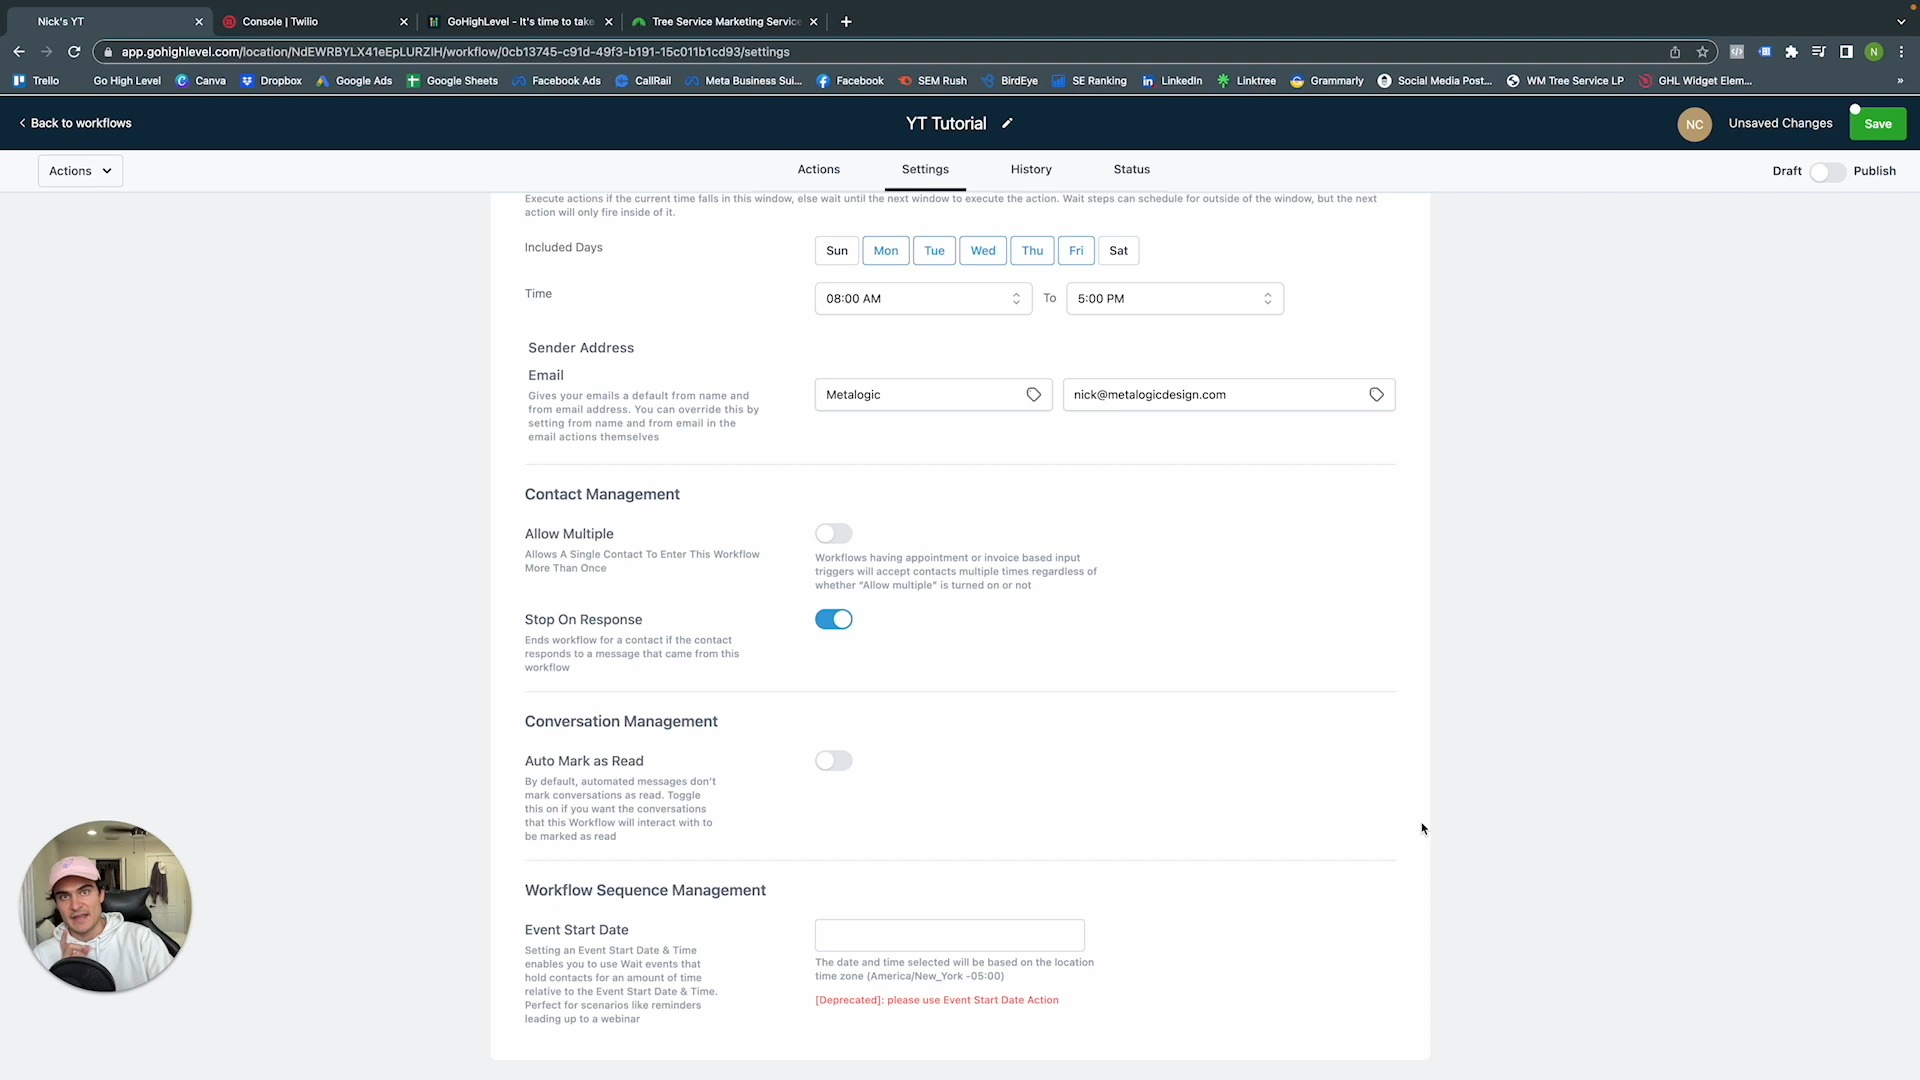 Nick's YT
Console | Twilio
GoHighLevel - It's time to take
Tree Service Marketing Service
app.gohighlevel.com/location/NdEWRBYLX41eEpLURZIH/workflow/0cb13745-c91d-49f3-b191-15c011b1cd93/settings
N
Trello
Go High Level
Canva
Dropbox
Google Ads
Google Sheets
Facebook Ads
CallRail
Meta Business Sui...
Facebook
SEM Rush
BirdEye
SE Ranking
LinkedIn
Linktree
Grammarly
Social Media Post...
WM Tree Service LP
GHL Widget Elem...
Back to workflows
YT Tutorial
NC
Unsaved Changes
Save
Actions
Actions
Settings
History
Status
Draft
Publish
Execute actions if the current time falls in this window, else wait until the next window to execute the action. Wait steps can schedule for outside of the window, but the next
action will only fire inside of it.
Included Days
Sun
Mon
Tue
Wed
Thu
Fri
Sat
Time
08:00 AM
To
5:00 PM
Sender Address
Email
Gives your emails a default from name and
from email address. You can override this by
setting from name and from email in the
email actions themselves
Metalogic
nick@metalogicdesign.com
Contact Management
Allow Multiple
Allows A Single Contact To Enter This Workflow
More Than Once
Workflows having appointment or invoice based input
triggers will accept contacts multiple times regardless of
whether "Allow multiple" is turned on or not
Stop On Response
Ends workflow for a contact if the contact
responds to a message that came from this
workflow
Conversation Management
Auto Mark as Read
By default, automated messages don't
mark conversations as read. Toggle
this on if you want the conversations
that this Workflow will interact with to
be marked as read
Workflow Sequence Management
Event Start Date
Setting an Event Start Date & Time
enables you to use Wait events that
hold contacts for an amount of time
relative to the Event Start Date & Time.
Perfect for scenarios like reminders
leading up to a webinar
The date and time selected will be based on the location
time zone (America/New_York -05:00)
[Deprecated]: please use Event Start Date Action